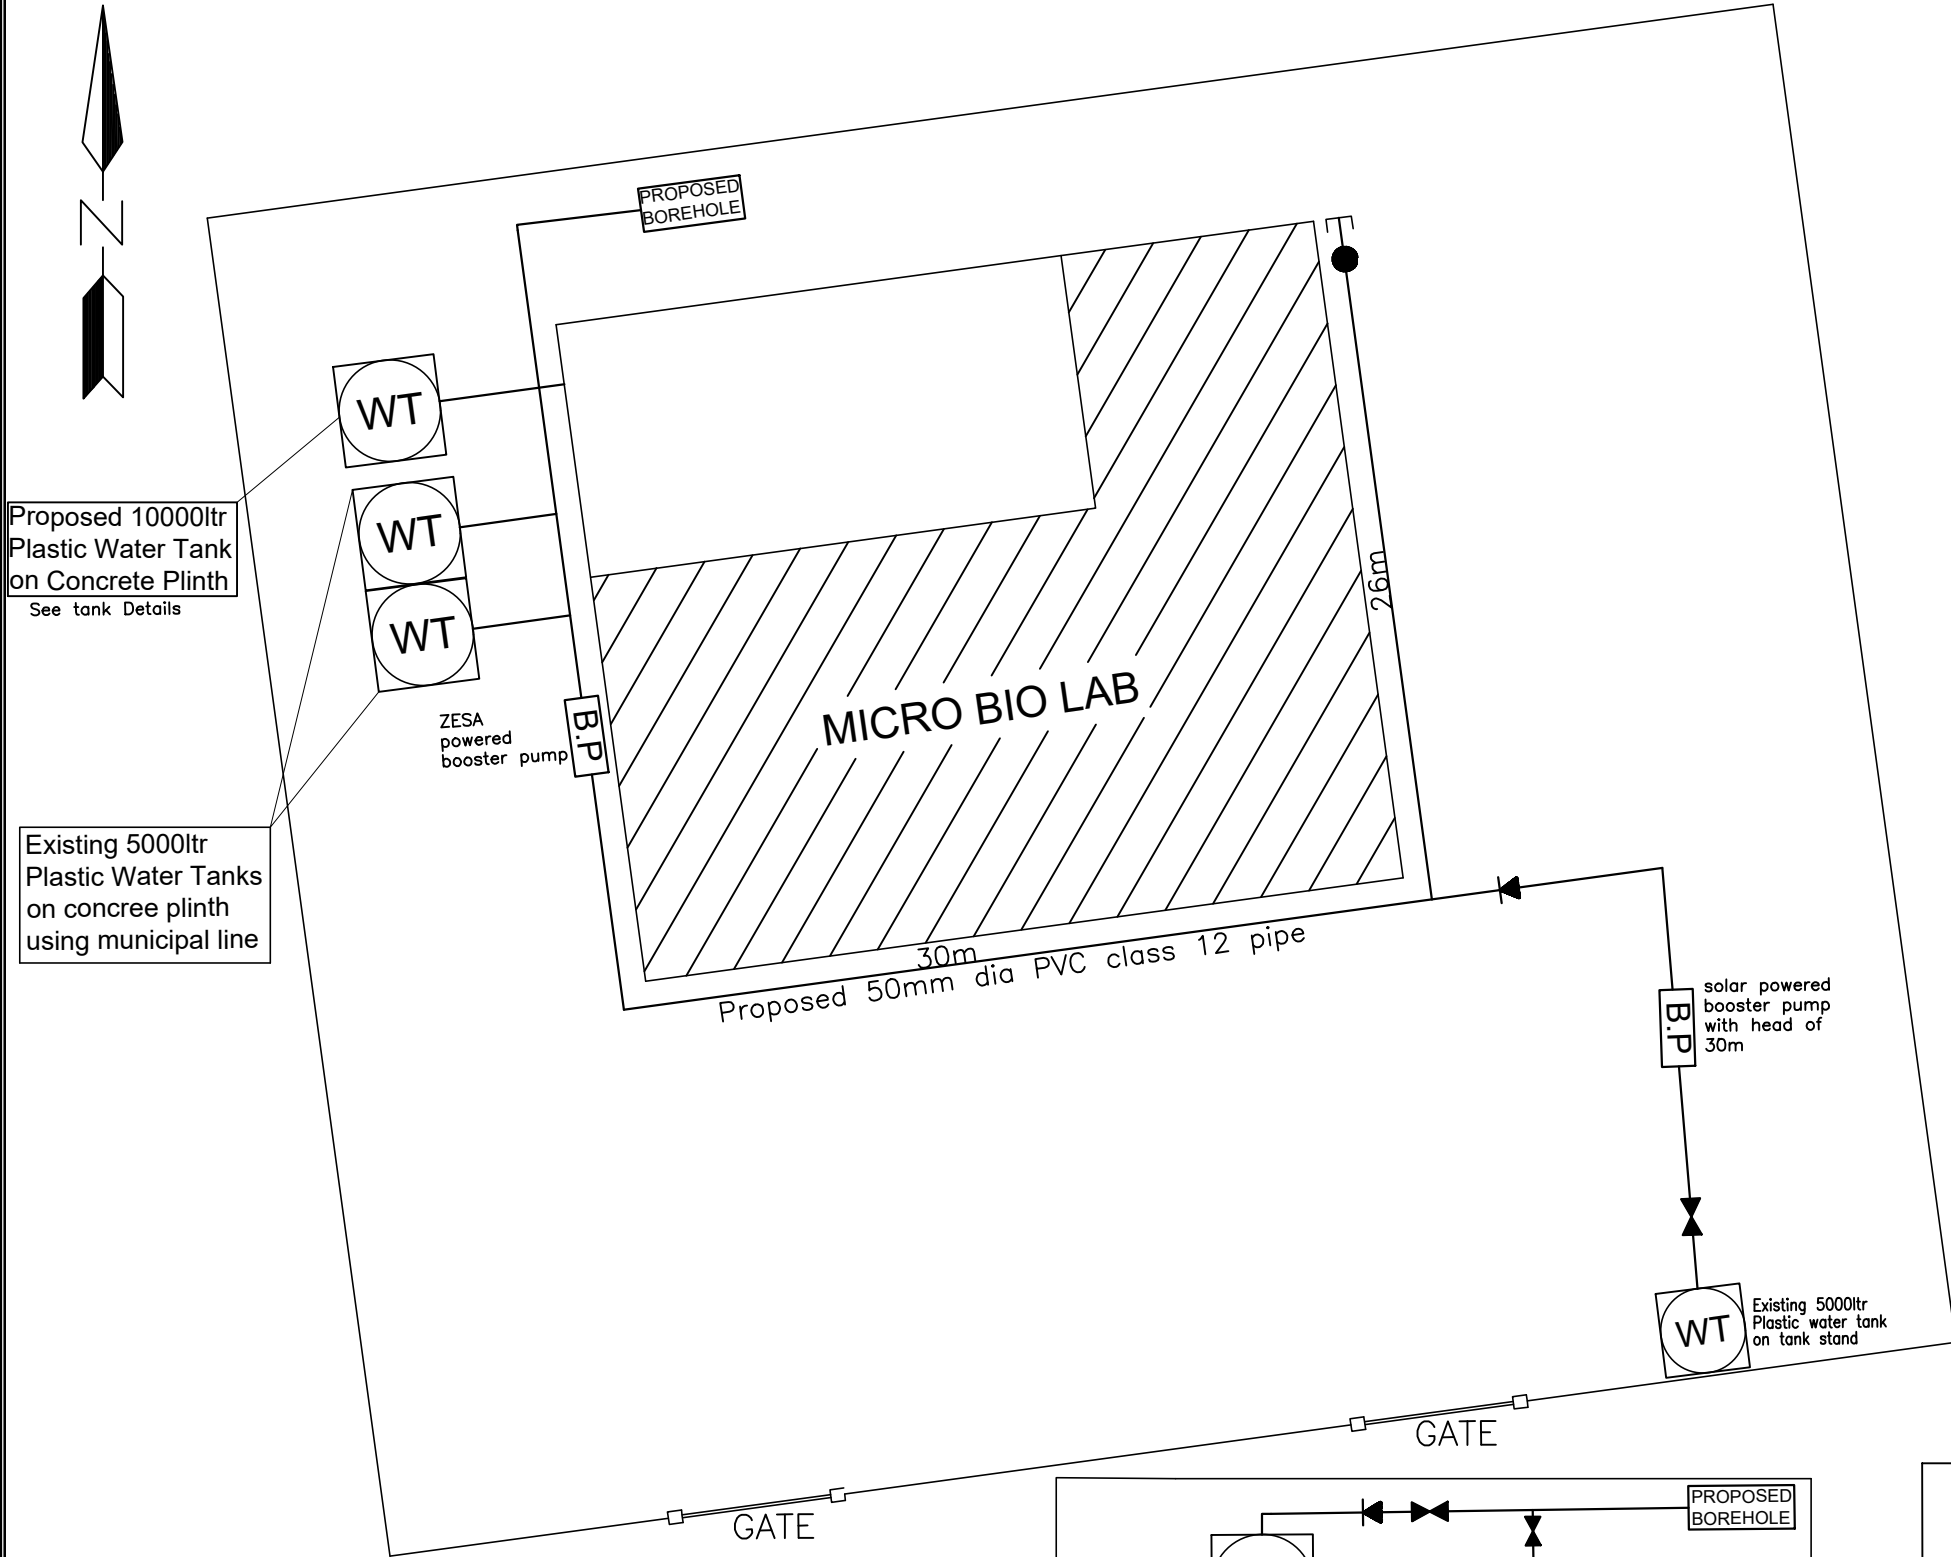 N
PROPOSED
BOREHOLE
WT
WT
WT
Proposed 10000ltr
Plastic Water Tank
on Concrete Plinth
See tank Details
26m
MICRO BIO LAB
ZESA
powered
booster pump
B.P
Existing 5000ltr
Plastic Water Tanks
on concree plinth
using municipal line
30m
Proposed 50mm dia PVC class 12 pipe
B.P
solar powered
booster pump
with head of
30m
WT
Existing 5000ltr
Plastic water tank
on tank stand
GATE
GATE
PROPOSED
BOREHOLE